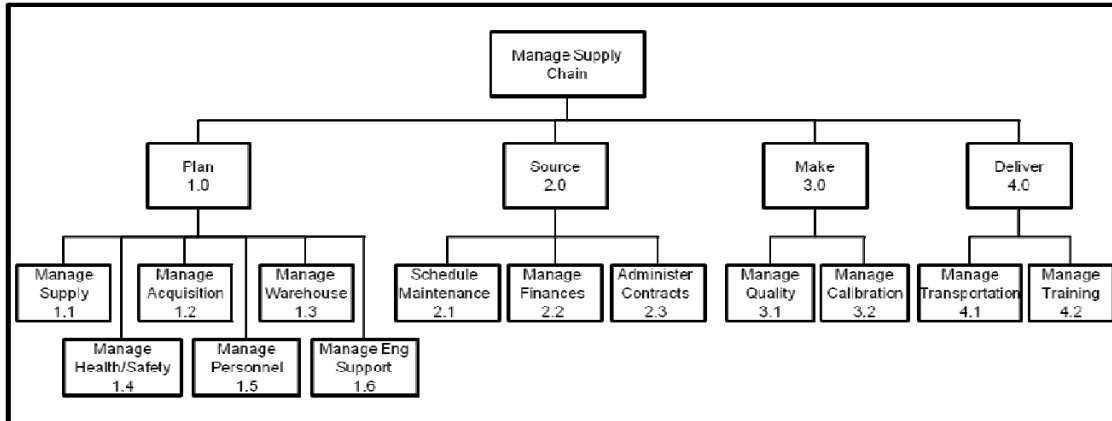 Manage Supply
Chain
Plan
1.0
Source
2.0
Make
3.0
Deliver
4.0
Manage
Supply
1.1
Manage
Acquisition
1.2
Manage
Warehouse
1.3
Schedule
Maintenance
2.1
Manage
Finances
2.2
Administer
Contracts
2.3
Manage
Quality
3.1
Manage
Calibration
3.2
Manage
Transportation
4.1
Manage
Training
4.2
Manage
Health/Safety
1.4
Manage
Personnel
1.5
Manage Eng
Support
1.6